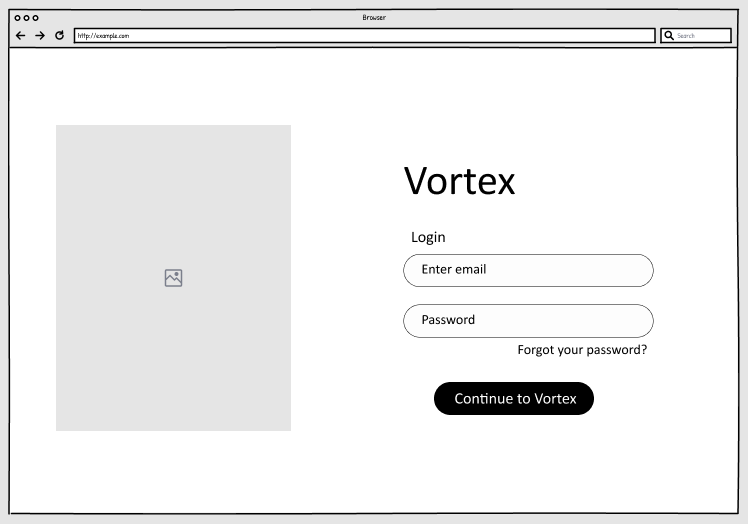 Browser
http://example.com
Search
Vortex
Login
Enter email
Password
Forgot your password?
Continue to Vortex